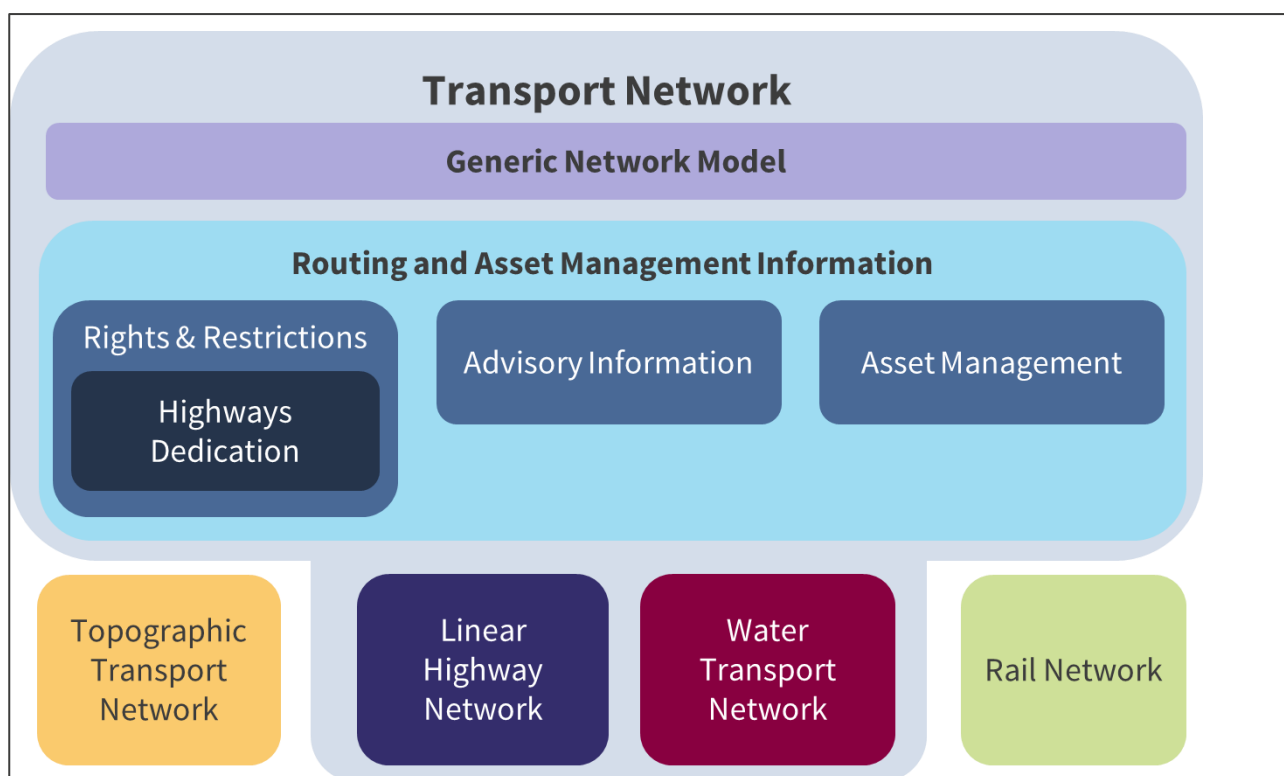 Transport Network
Generic Network Model
Routing and Asset Management Information
Rights & Restrictions
Highways
Dedication
Advisory Information
Asset Management
Topographic
Transport
Network
Linear
Highway
Network
Water
Transport
Network
Rail Network